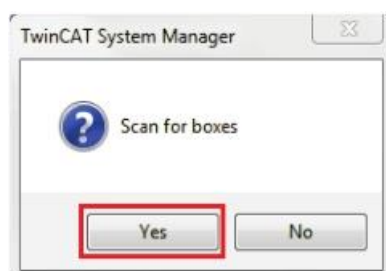 TwinCAT System Manager
Scan for boxes
Yes No